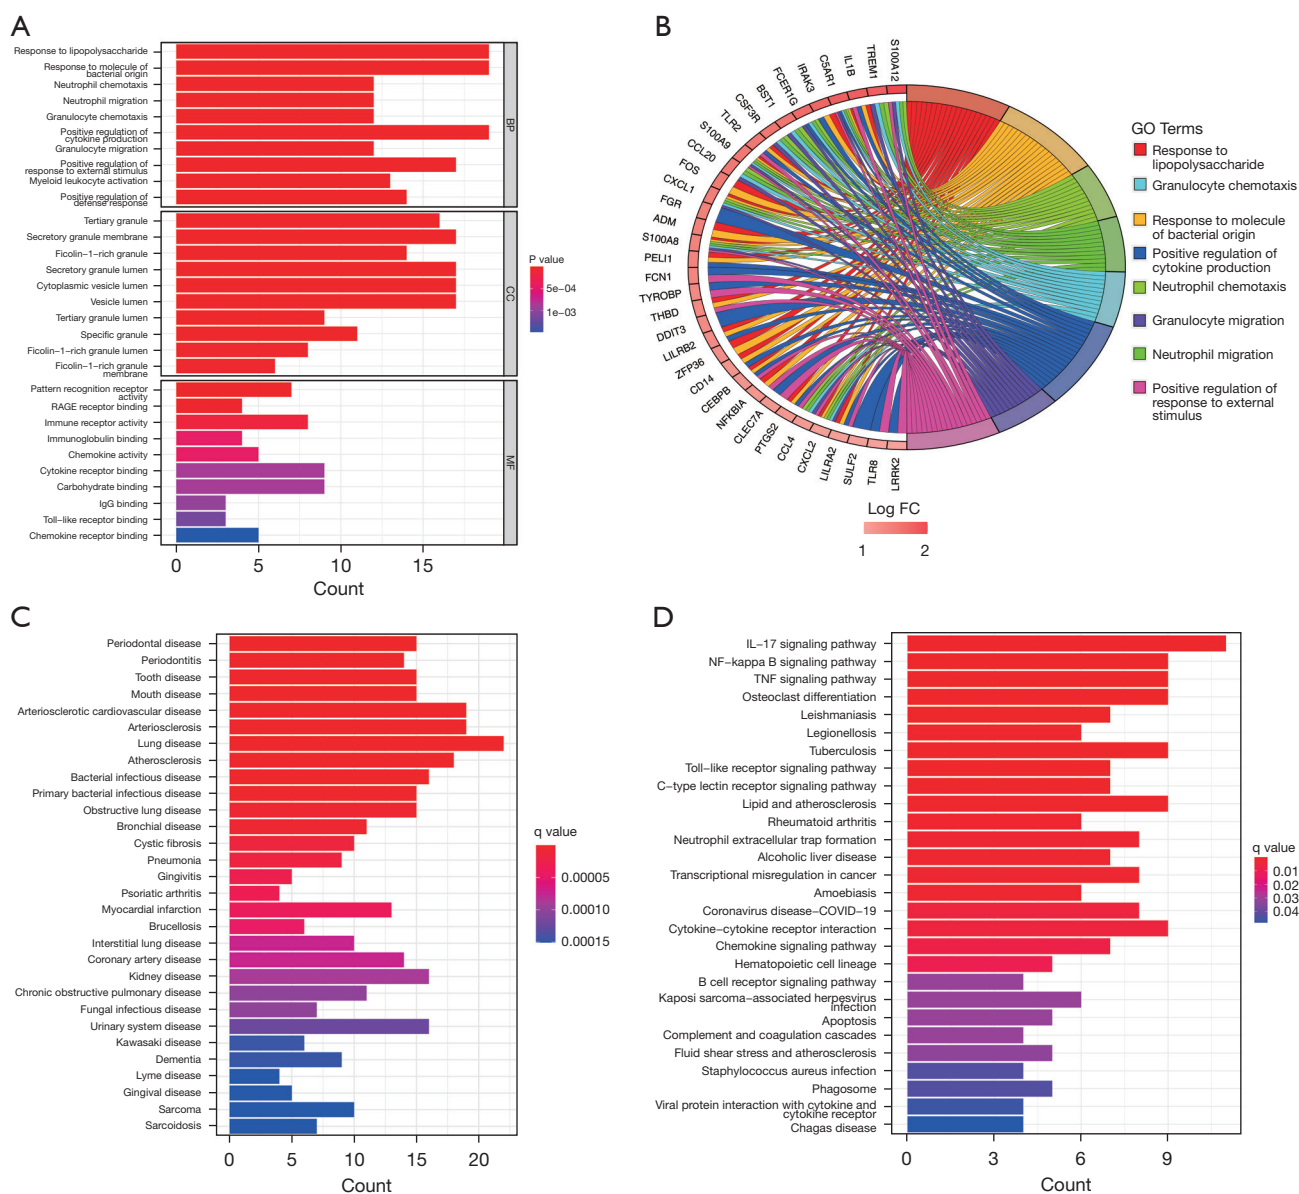 A
Response to lipopolysaccharide
Response to molecule of
bacterial origin
Neutrophil chemotaxis
Neutrophil migration
Granulocyte chemotaxis
Positive regulation of
cytokine production
Granulocyte migration
Positive regulation of
response to external stimulus
Myeloid leukocyte activation
Positive regulation of
defense response
BP
Tertiary granule
Secretory granule membrane
Ficolin−1−rich granule
Secretory granule lumen
Cytoplasmic vesicle lumen
Vesicle lumen
Tertiary granule lumen
Specific granule
Ficolin−1−rich granule lumen
Ficolin−1−rich granule
membrane
CC
Pattern recognition receptor
activity
RAGE receptor binding
Immune receptor activity
Immunoglobulin binding
Chemokine activity
Cytokine receptor binding
Carbohydrate binding
IgG binding
Toll−like receptor binding
Chemokine receptor binding
MF
0 5 10 15
Count
P value
5e−04
1e−03
B
S100A12
TREM1
IL1B
C5AR1
IRAK3
FCER1G
BST1
CSF3R
TLR2
S100A9
CCL20
FOS
CXCL1
FGR
ADM
S100A8
PELI1
FCN1
TYROBP
THBD
DDIT3
LILRB2
ZFP36
CD14
CEBPB
NFKBIA
CLEC7A
PTGS2
CCL4
CXCL2
LILRA2
SULF2
TLR8
LRRK2
Log FC
1 2
GO Terms
Response to
lipopolysaccharide
Granulocyte chemotaxis
Response to molecule
of bacterial origin
Positive regulation of
cytokine production
Neutrophil chemotaxis
Granulocyte migration
Neutrophil migration
Positive regulation of
response to external
stimulus
C
Periodontal disease
Periodontitis
Tooth disease
Mouth disease
Arteriosclerotic cardiovascular disease
Arteriosclerosis
Lung disease
Atherosclerosis
Bacterial infectious disease
Primary bacterial infectious disease
Obstructive lung disease
Bronchial disease
Cystic fibrosis
Pneumonia
Gingivitis
Psoriatic arthritis
Myocardial infarction
Brucellosis
Interstitial lung disease
Coronary artery disease
Kidney disease
Chronic obstructive pulmonary disease
Fungal infectious disease
Urinary system disease
Kawasaki disease
Dementia
Lyme disease
Gingival disease
Sarcoma
Sarcoidosis
0 5 10 15 20
Count
q value
0.00005
0.00010
0.00015
D
IL−17 signaling pathway
NF−kappa B signaling pathway
TNF signaling pathway
Osteoclast differentiation
Leishmaniasis
Legionellosis
Tuberculosis
Toll−like receptor signaling pathway
C−type lectin receptor signaling pathway
Lipid and atherosclerosis
Rheumatoid arthritis
Neutrophil extracellular trap formation
Alcoholic liver disease
Transcriptional misregulation in cancer
Amoebiasis
Coronavirus disease−COVID−19
Cytokine−cytokine receptor interaction
Chemokine signaling pathway
Hematopoietic cell lineage
B cell receptor signaling pathway
Kaposi sarcoma−associated herpesvirus
infection
Apoptosis
Complement and coagulation cascades
Fluid shear stress and atherosclerosis
Staphylococcus aureus infection
Phagosome
Viral protein interaction with cytokine and
cytokine receptor
Chagas disease
0 3 6 9
Count
q value
0.01
0.02
0.03
0.04